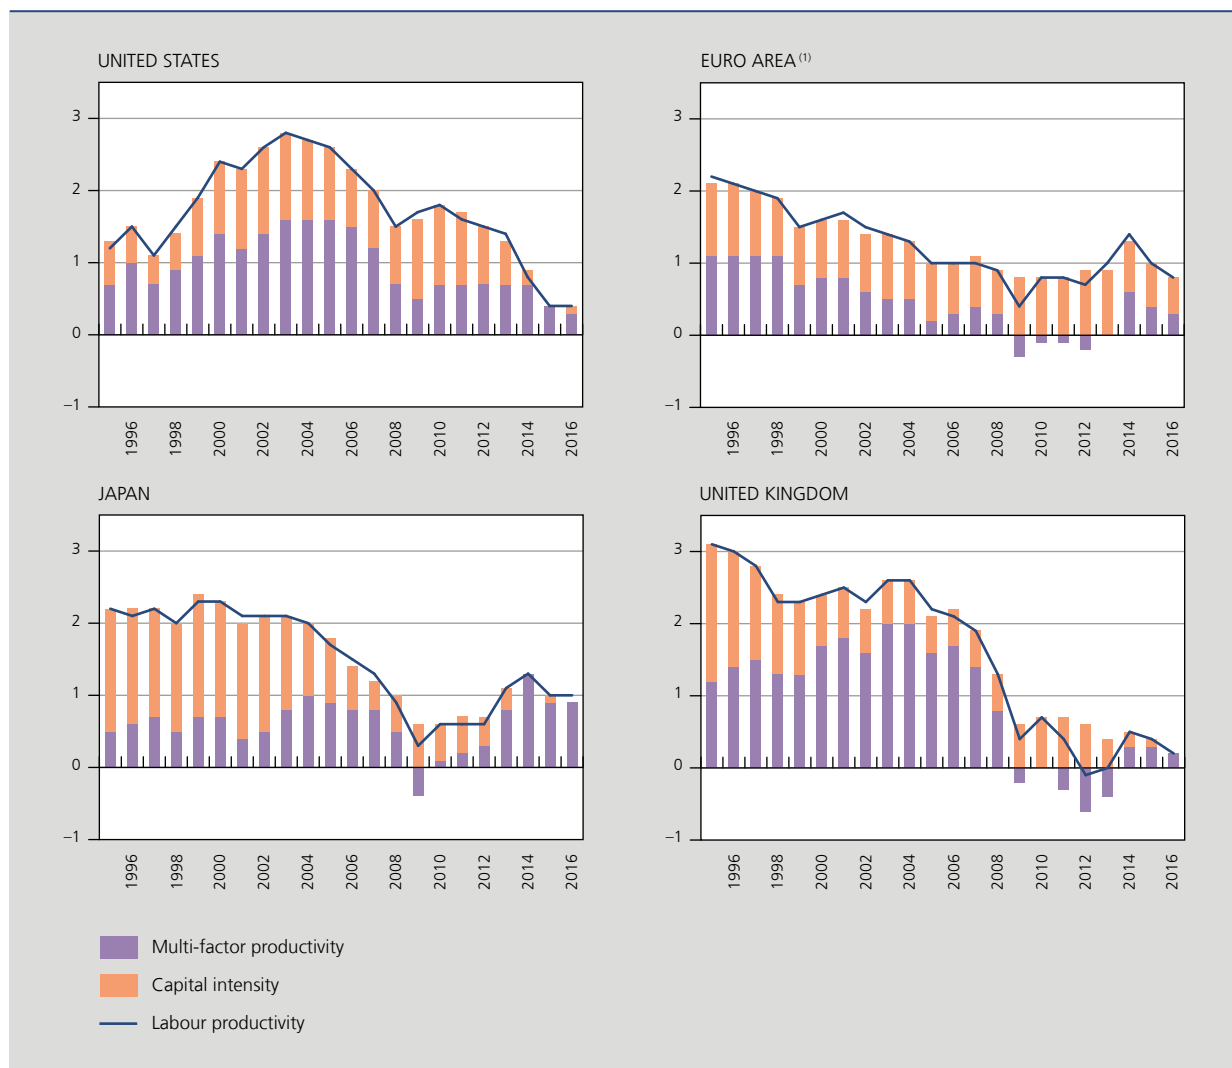 UNITED STATES
3
2
1
0
–1
1996 1998 2000 2002 2004 2006 2008 2010 2012 2014 2016
EURO AREA (1)
3
2
1
0
–1
1996 1998 2000 2002 2004 2006 2008 2010 2012 2014 2016
JAPAN
3
2
1
0
–1
1996 1998 2000 2002 2004 2006 2008 2010 2012 2014 2016
UNITED KINGDOM
3
2
1
0
–1
1996 1998 2000 2002 2004 2006 2008 2010 2012 2014 2016
Multi-factor productivity
Capital intensity
Labour productivity